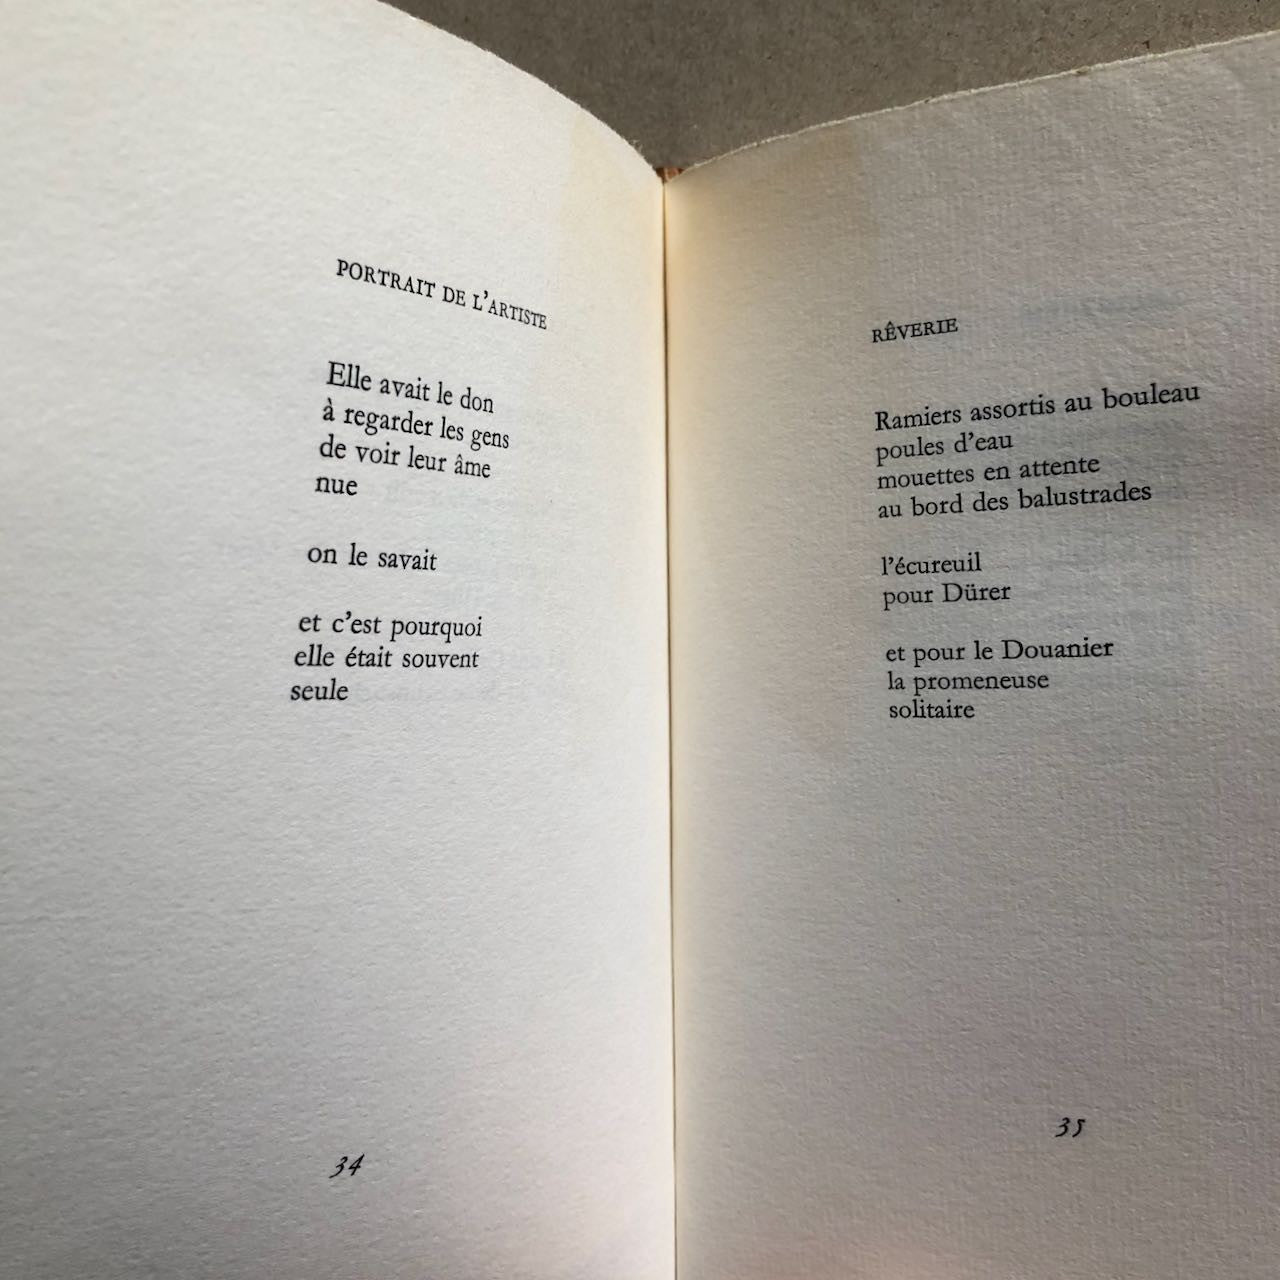 PORTRAIT DE L'ARTISTE
Elle avait le don
à regarder les gens
de voir leur âme
nue
on le savait
et c'est pourquoi
elle était souvent
seule
34
RÊVERIE
Ramiers assortis au bouleau
poules d'eau
mouettes en attente
au bord des balustrades
l'écureuil
pour Dürer
et pour le Douanier
la promeneuse
solitaire
35